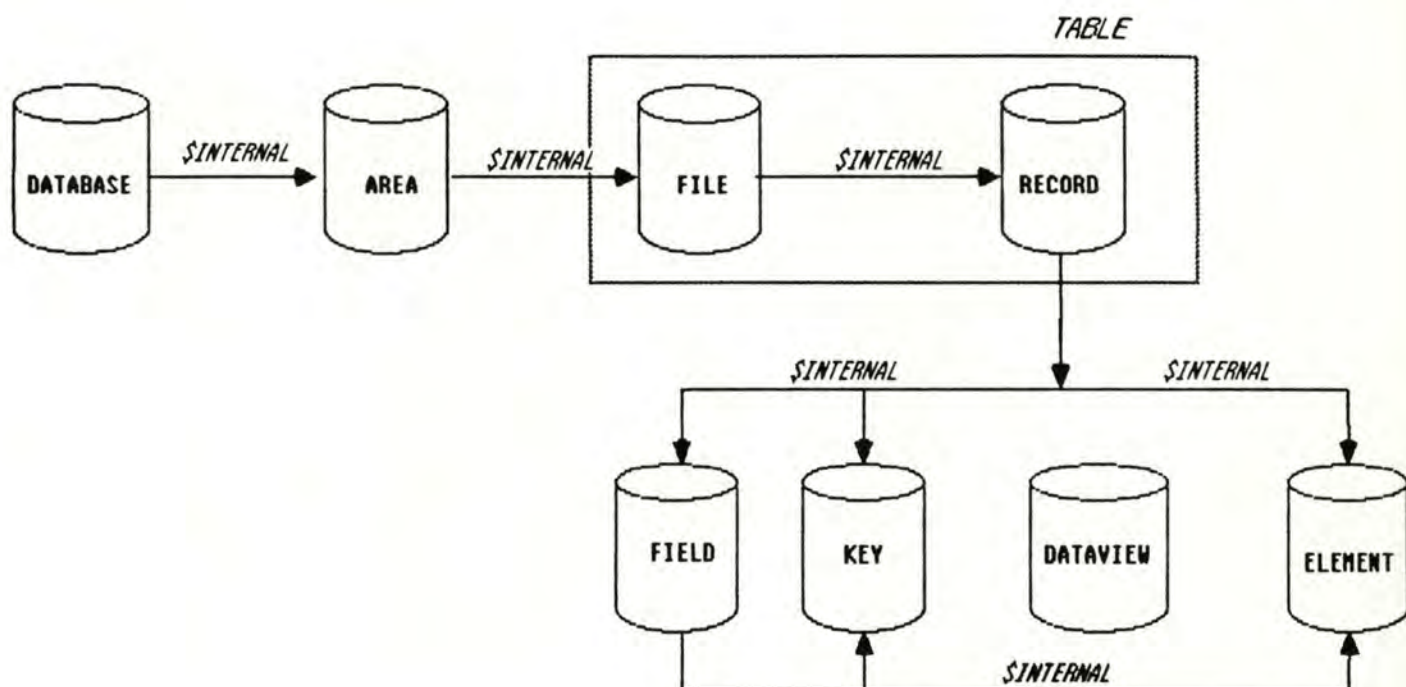 TABLE
$INTERNAL
$INTERNAL
$INTERNAL
DATABASE
AREA
FILE
RECORD
$INTERNAL
$INTERNAL
FIELD
KEY
DATAVIEW
ELEMENT
$INTERNAL